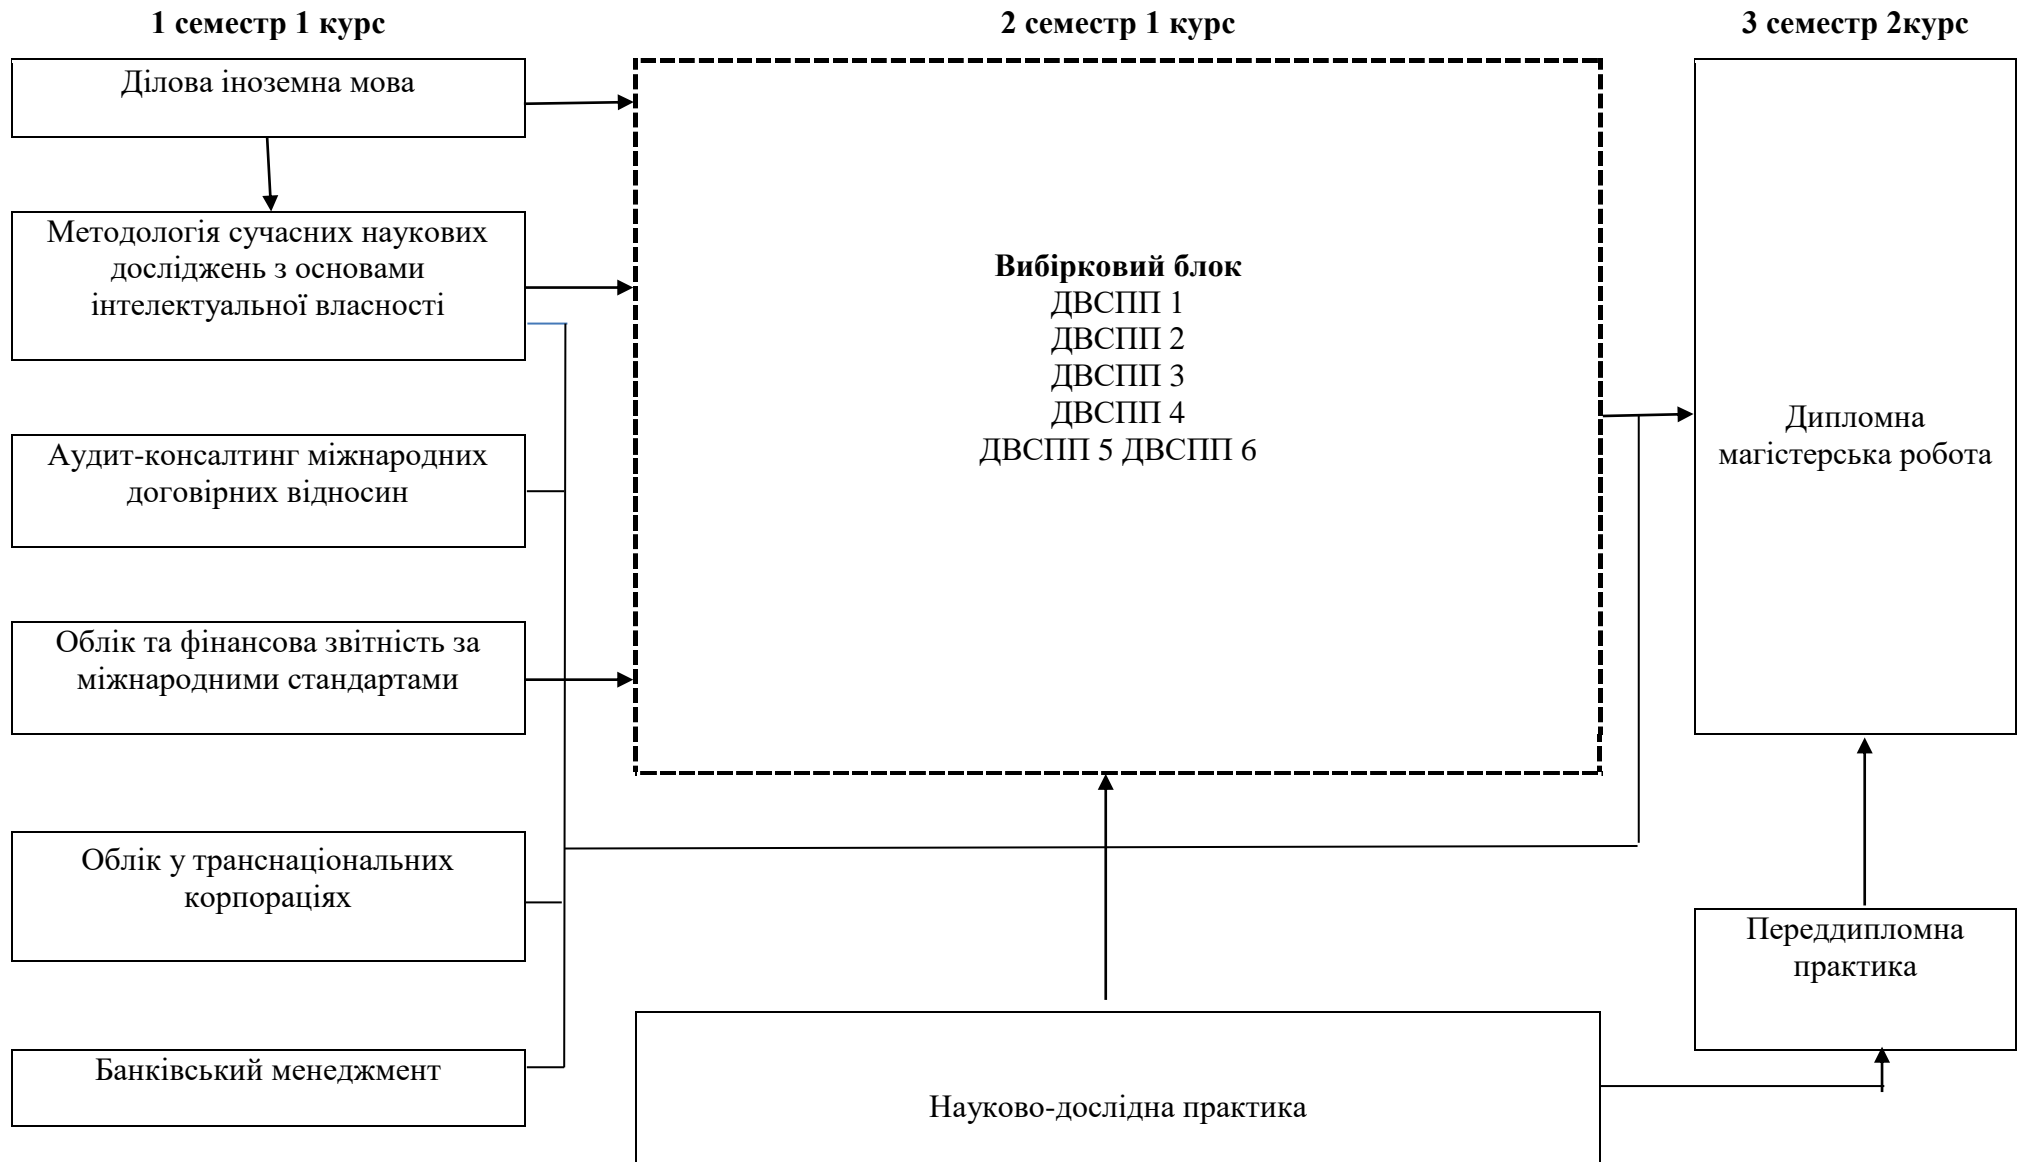 1 семестр 1 курс
2 семестр 1 курс
3 семестр 2курс
Ділова іноземна мова
Методологія сучасних наукових
досліджень з основами
інтелектуальної власності
Аудит-консалтинг міжнародних
договірних відносин
Облік та фінансова звітність за
міжнародними стандартами
Облік у транснаціональних
корпораціях
Банківський менеджмент
Вибірковий блок
ДВСПП 1
ДВСПП 2
ДВСПП 3
ДВСПП 4
ДВСПП 5 ДВСПП 6
Науково-дослідна практика
Дипломна
магістерська робота
Переддипломна
практика